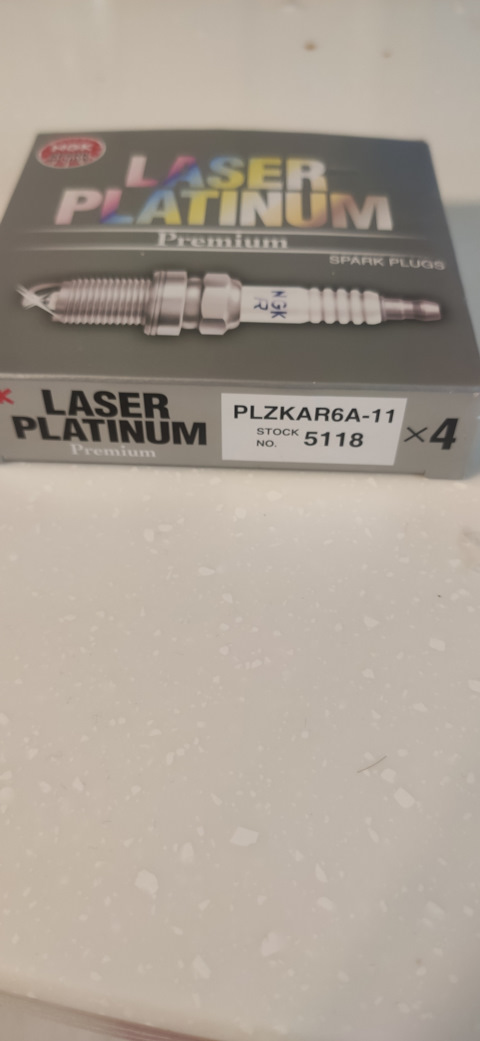 NGK
LASER
PLATINUM
Premium
SPARK PLUGS
NGK
R
LASER
PLATINUM
Premium
PLZKAR6A-11
STOCK NO. 5118
×4